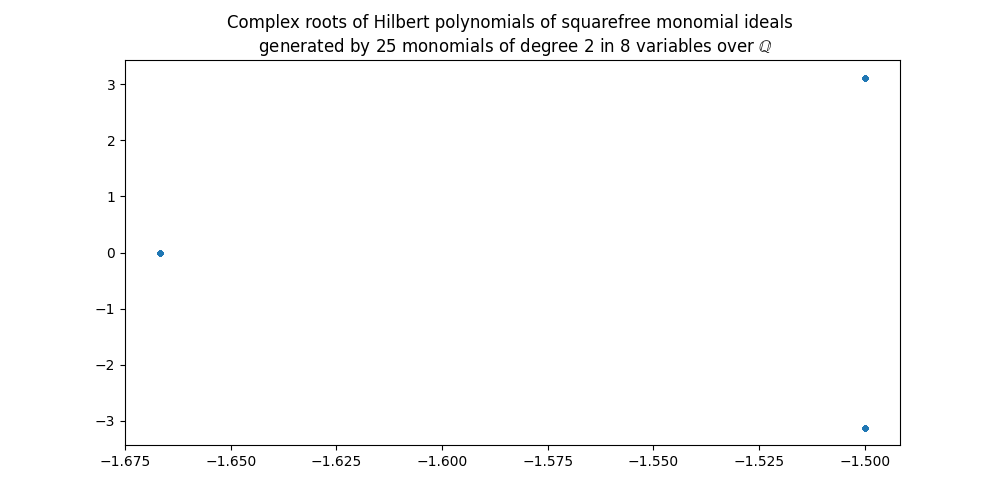 Complex roots of Hilbert polynomials of squarefree monomial ideals
generated by 25 monomials of degree 2 in 8 variables over ℚ
3
2
1
0
−1
−2
−3
−1.675 −1.650 −1.625 −1.600 −1.575 −1.550 −1.525 −1.500